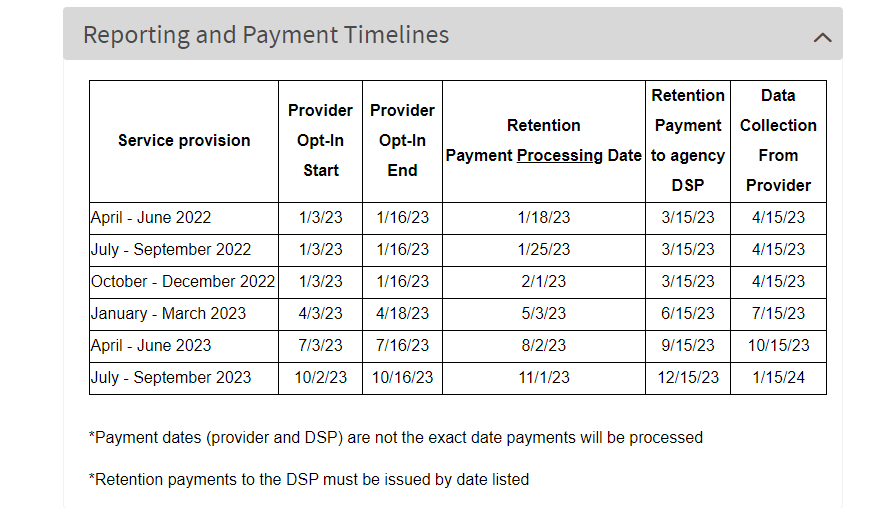 Reporting and Payment Timelines
Service provision | Provider Opt-In Start | Provider Opt-In End | Retention Payment Processing Date | Retention Payment to agency DSP | Data Collection From Provider
April - June 2022 | 1/3/23 | 1/16/23 | 1/18/23 | 3/15/23 | 4/15/23
July - September 2022 | 1/3/23 | 1/16/23 | 1/25/23 | 3/15/23 | 4/15/23
October - December 2022 | 1/3/23 | 1/16/23 | 2/1/23 | 3/15/23 | 4/15/23
January - March 2023 | 4/3/23 | 4/18/23 | 5/3/23 | 6/15/23 | 7/15/23
April - June 2023 | 7/3/23 | 7/16/23 | 8/2/23 | 9/15/23 | 10/15/23
July - September 2023 | 10/2/23 | 10/16/23 | 11/1/23 | 12/15/23 | 1/15/24
*Payment dates (provider and DSP) are not the exact date payments will be processed
*Retention payments to the DSP must be issued by date listed